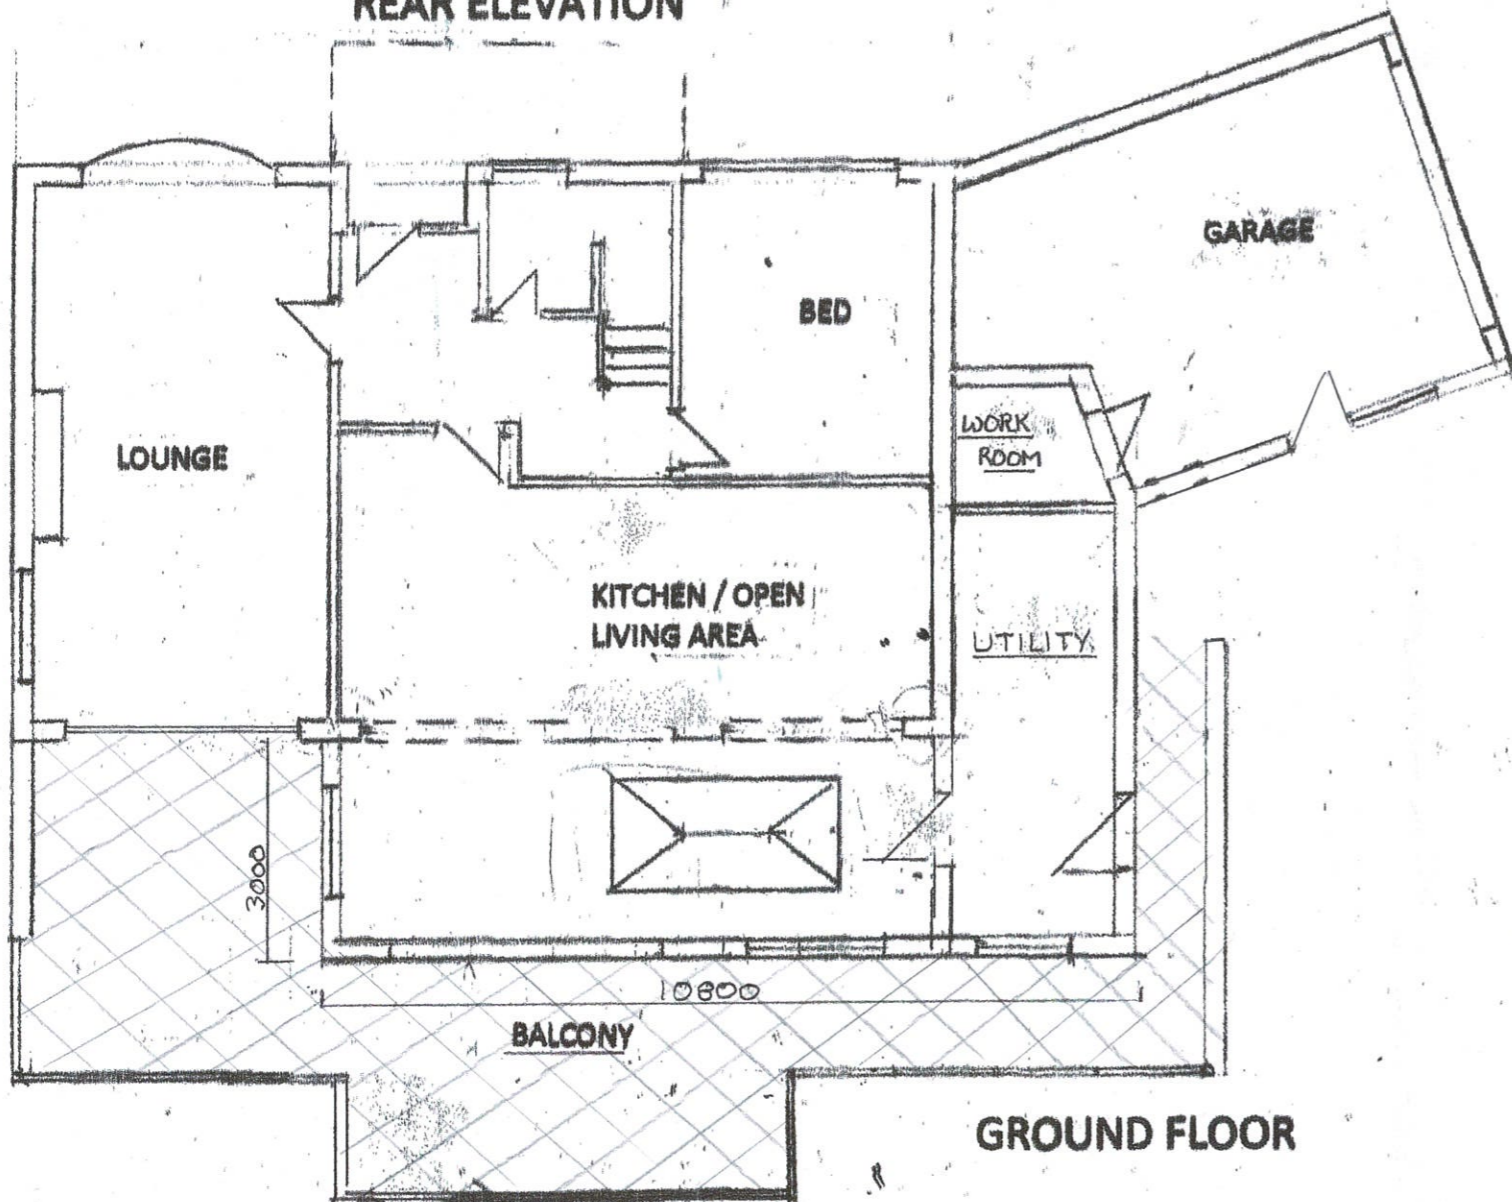 REAR ELEVATION
GARAGE
BED
WORK
ROOM
LOUNGE
KITCHEN / OPEN
LIVING AREA
UTILITY
3000
10800
BALCONY
GROUND FLOOR